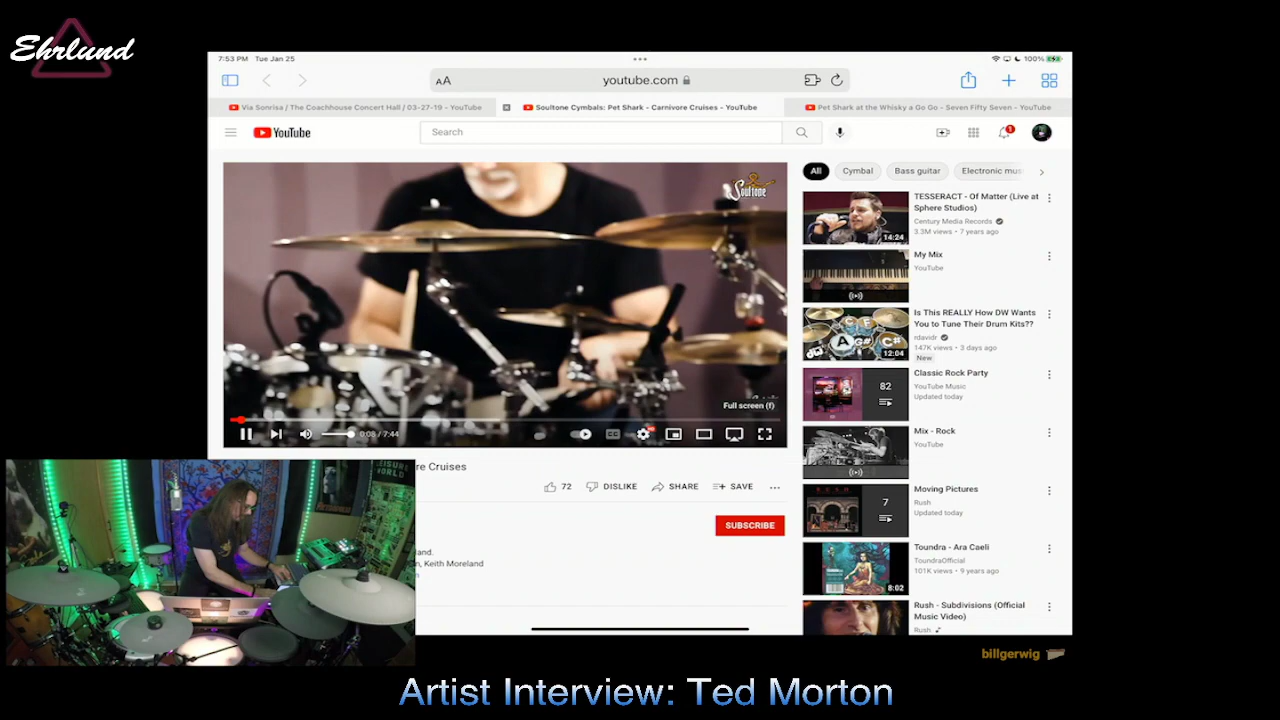 Ehrlund
7:53 PM Tue Jan 25
100%
AA
youtube.com
Via Sonrisa / The Coachhouse Concert Hall / 03-27-19 - YouTube
Soultone Cymbals: Pet Shark - Carnivore Cruises - YouTube
Pet Shark at the Whisky a Go Go - Seven Fifty Seven - YouTube
YouTube
Search
1
Soultone
Full screen (f)
0:08 / 7:44
re Cruises
72
DISLIKE
SHARE
SAVE
SUBSCRIBE
and.
n, Keith Moreland
All
Cymbal
Bass guitar
Electronic mus
14:24
TESSERACT - Of Matter (Live at
Sphere Studios)
Century Media Records
3.3M views • 7 years ago
My Mix
YouTube
12:04
Is This REALLY How DW Wants
You to Tune Their Drum Kits??
rdavidr
147K views • 3 days ago
New
82
Classic Rock Party
YouTube Music
Updated today
Mix - Rock
YouTube
7
Moving Pictures
Rush
Updated today
8:02
Toundra - Ara Caeli
ToundraOfficial
101K views • 9 years ago
Rush - Subdivisions (Official
Music Video)
Rush
LEISURE
WORLD
billgerwig
Artist Interview: Ted Morton